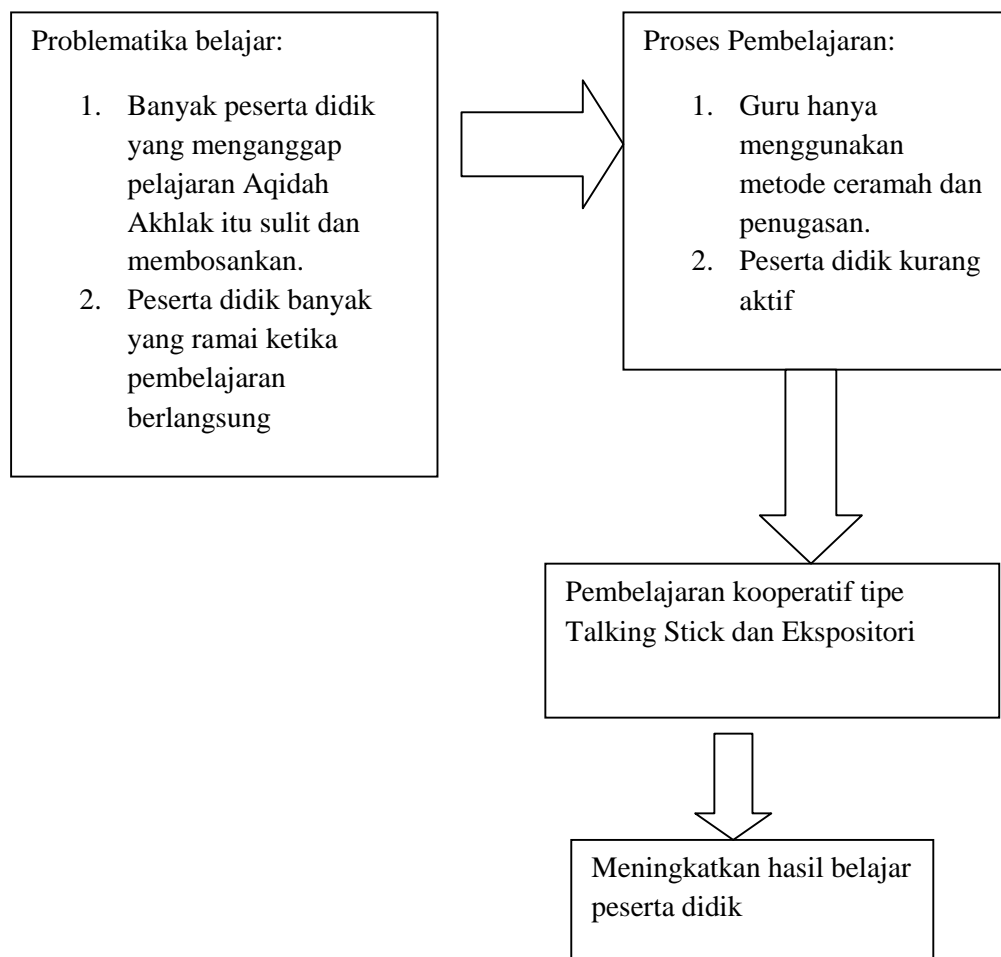 Problematika belajar:
1. Banyak peserta didik
yang menganggap
pelajaran Aqidah
Akhlak itu sulit dan
membosankan.
2. Peserta didik banyak
yang ramai ketika
pembelajaran
berlangsung
Proses Pembelajaran:
1. Guru hanya
menggunakan
metode ceramah dan
penugasan.
2. Peserta didik kurang
aktif
Pembelajaran kooperatif tipe
Talking Stick dan Ekspositori
Meningkatkan hasil belajar
peserta didik